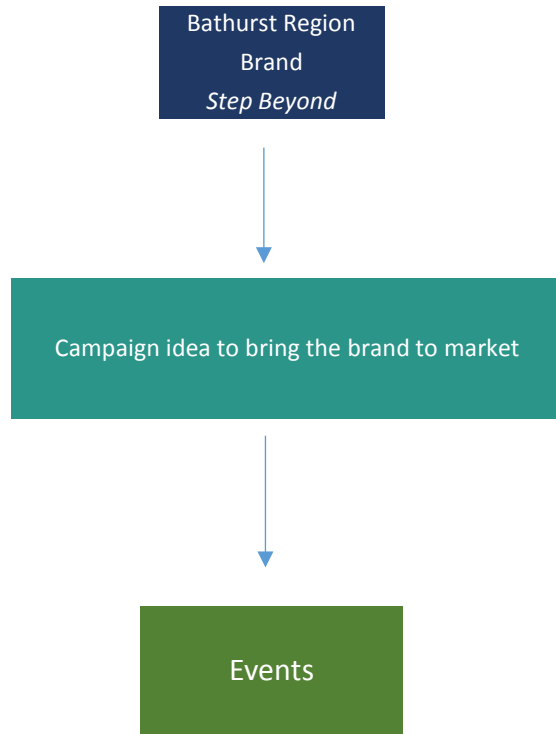 Bathurst Region
Brand
Step Beyond
Campaign idea to bring the brand to market
Events